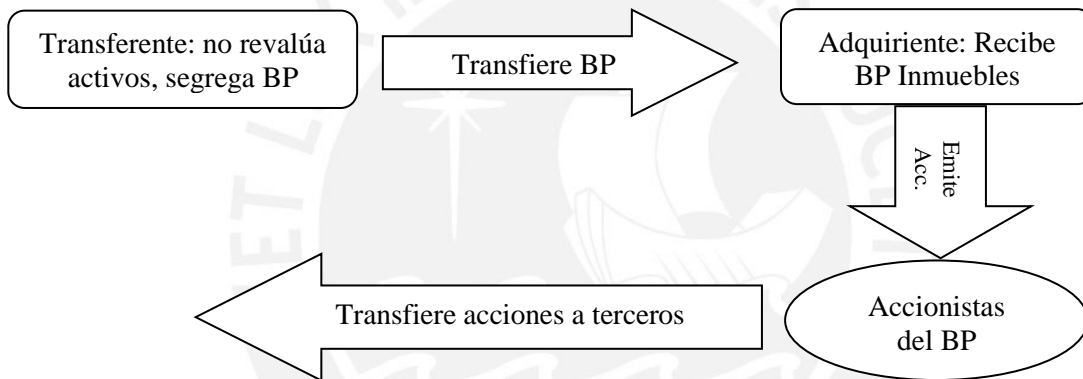 Transferente: no revalúa
activos, segrega BP
Transfiere BP
Adquiriente: Recibe
BP Inmuebles
Emite
Acc.
Accionistas
del BP
Transfiere acciones a terceros
ET L